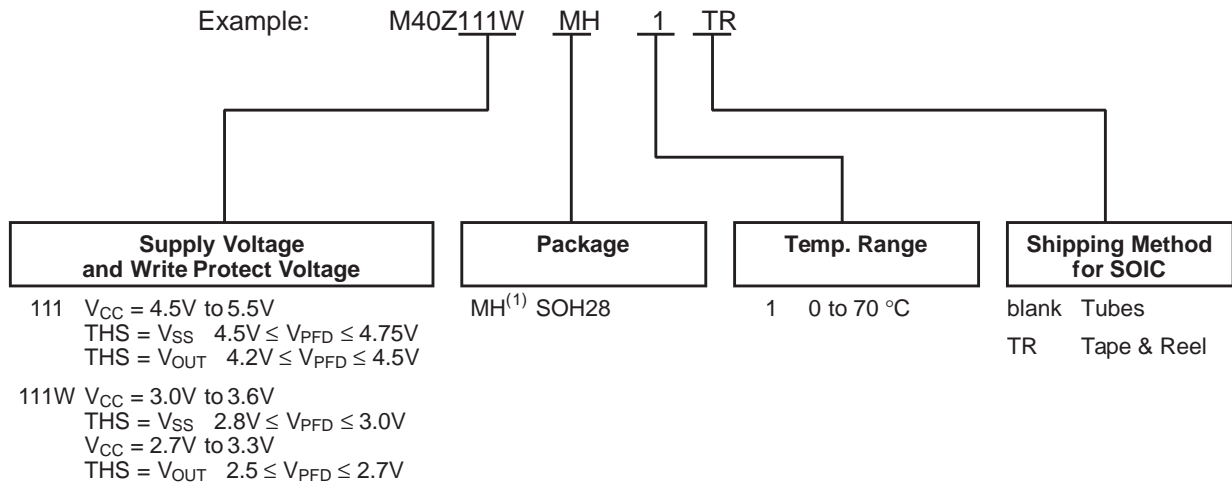 Example: M40Z111W MH 1 TR
Supply Voltage
and Write Protect Voltage
111 VCC = 4.5V to 5.5V
THS = VSS 4.5V ≤ VPFD ≤ 4.75V
THS = VOUT 4.2V ≤ VPFD ≤ 4.5V
111W VCC = 3.0V to 3.6V
THS = VSS 2.8V ≤ VPFD ≤ 3.0V
VCC = 2.7V to 3.3V
THS = VOUT 2.5 ≤ VPFD ≤ 2.7V
Package
MH(1) SOH28
Temp. Range
1 0 to 70 °C
Shipping Method
for SOIC
blank Tubes
TR Tape & Reel